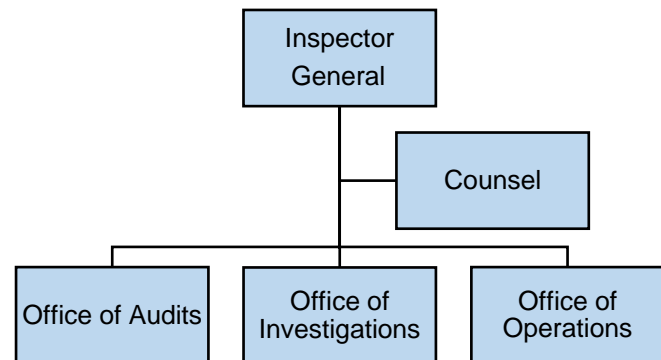 Inspector
General
Counsel
Office of Audits
Office of
Investigations
Office of
Operations